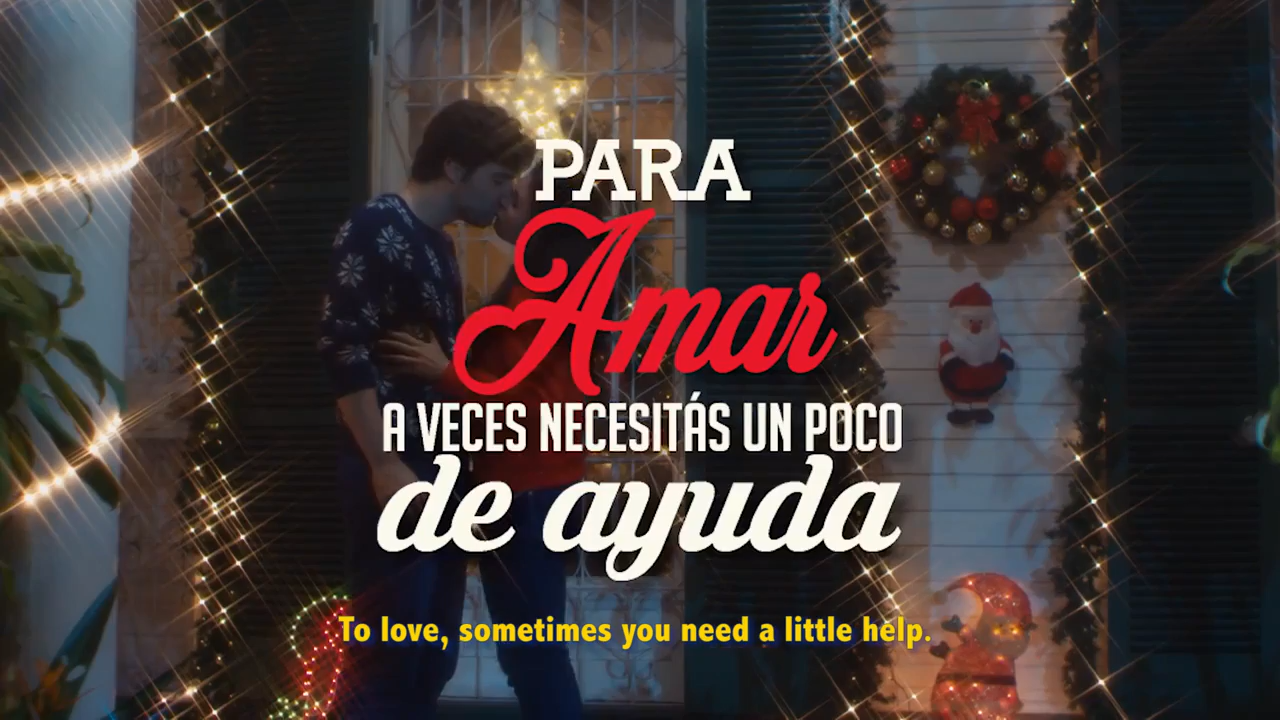 PARA
Amar
A VECES NECESITÁS UN POCO
de ayuda
To love, sometimes you need a little help.